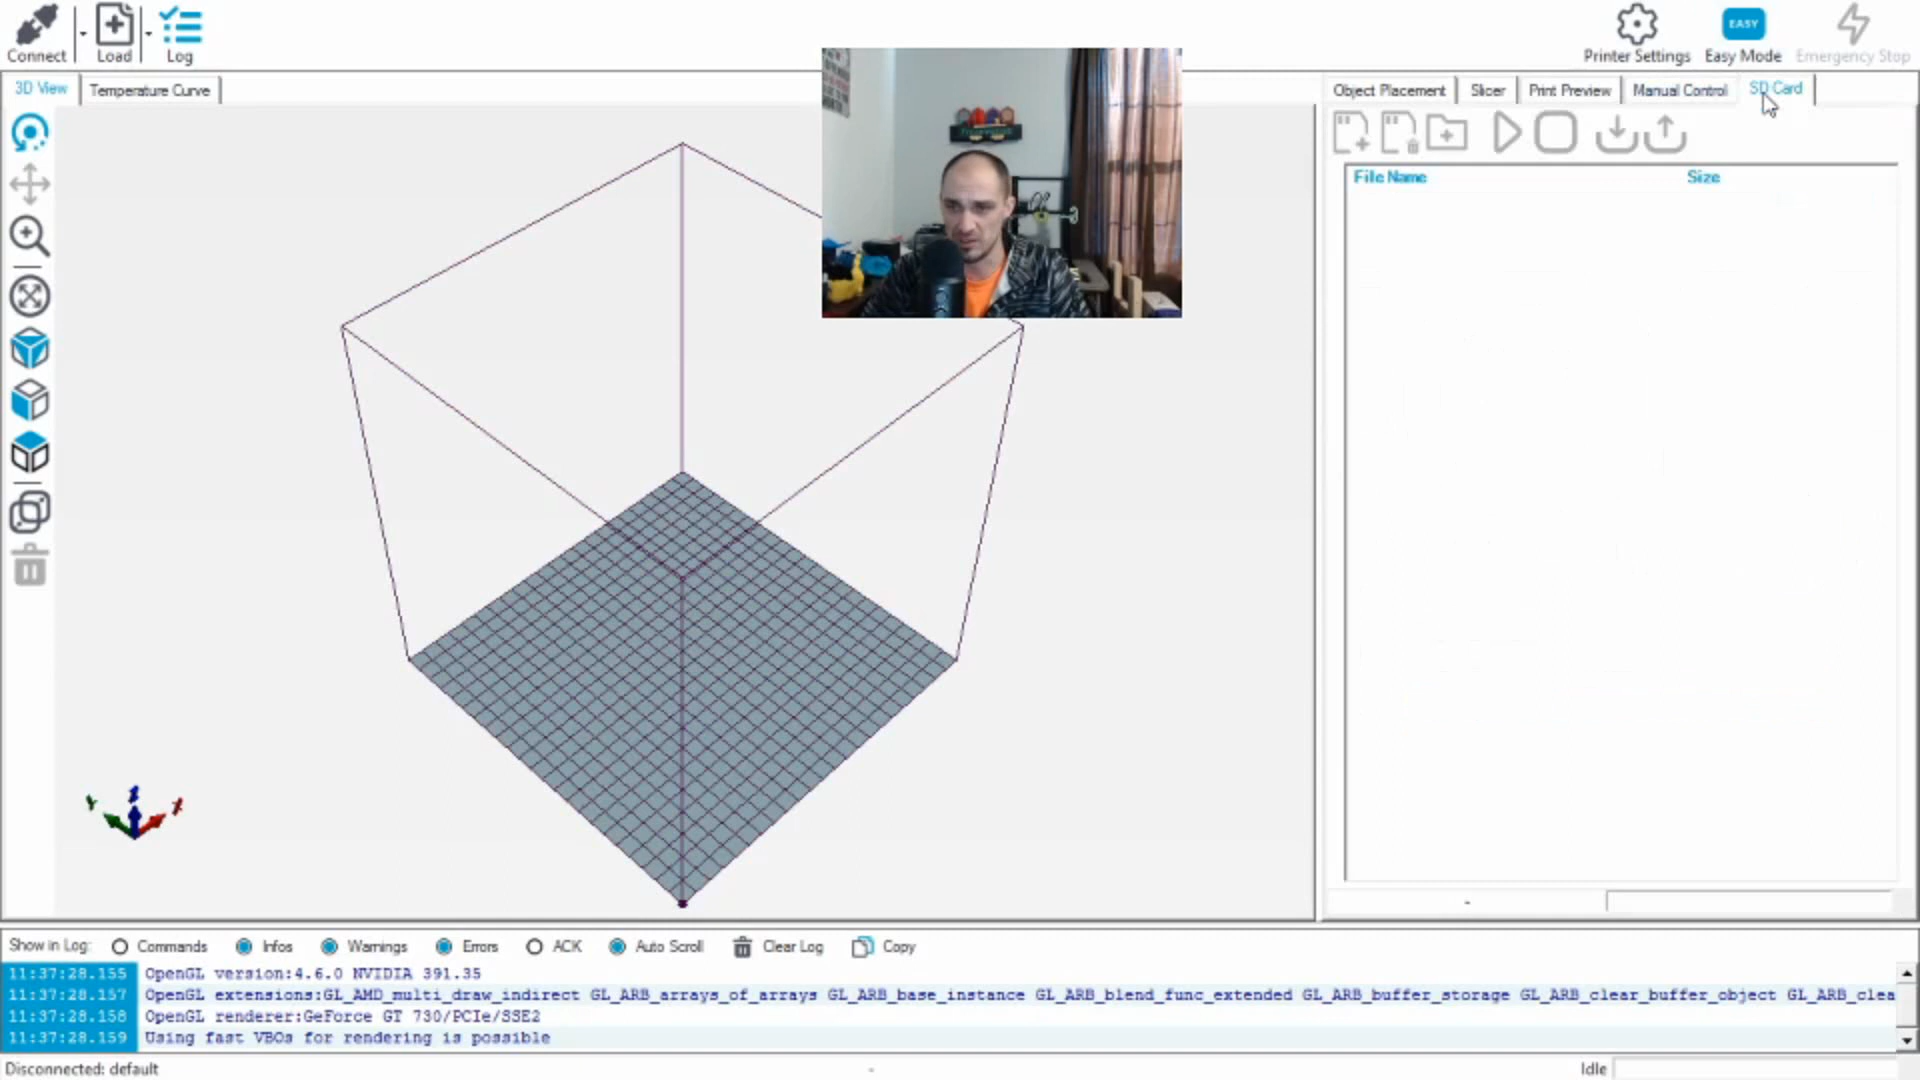 Connect
Load
Log
Printer Settings
EASY
Easy Mode
Emergency Stop
3D View
Temperature Curve
Object Placement
Slicer
Print Preview
Manual Control
SD Card
File Name
Size
-
Show in Log:
Commands
Infos
Warnings
Errors
ACK
Auto Scroll
Clear Log
Copy
11:37:28.155 OpenGL version:4.6.0 NVIDIA 391.35
11:37:28.157 OpenGL extensions:GL_AMD_multi_draw_indirect GL_ARB_arrays_of_arrays GL_ARB_base_instance GL_ARB_blend_func_extended GL_ARB_buffer_storage GL_ARB_clear_buffer_object GL_ARB_clea
11:37:28.158 OpenGL renderer:GeForce GT 730/PCIe/SSE2
11:37:28.159 Using fast VBOs for rendering is possible
Disconnected: default
-
Idle